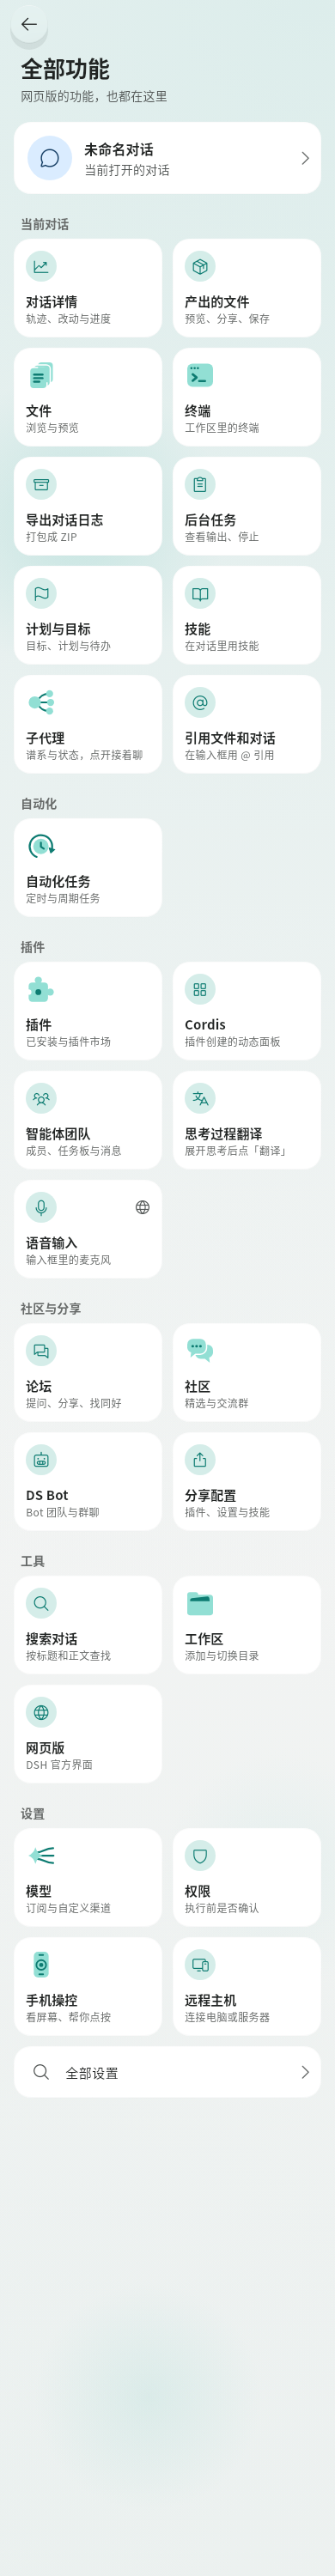 全部功能
网页版的功能，也都在这里
未命名对话
当前打开的对话
当前对话
对话详情
轨迹、改动与进度
产出的文件
预览、分享、保存
文件
浏览与预览
终端
工作区里的终端
导出对话日志
打包成 ZIP
后台任务
查看输出、停止
计划与目标
目标、计划与待办
技能
在对话里用技能
子代理
谱系与状态，点开接着聊
引用文件和对话
在输入框用 @ 引用
自动化
自动化任务
定时与周期任务
插件
插件
已安装与插件市场
Cordis
插件创建的动态面板
智能体团队
成员、任务板与消息
思考过程翻译
展开思考后点「翻译」
语音输入
输入框里的麦克风
社区与分享
论坛
提问、分享、找同好
社区
精选与交流群
DS Bot
Bot 团队与群聊
分享配置
插件、设置与技能
工具
搜索对话
按标题和正文查找
工作区
添加与切换目录
网页版
DSH 官方界面
设置
模型
订阅与自定义渠道
权限
执行前是否确认
手机操控
看屏幕、帮你点按
远程主机
连接电脑或服务器
全部设置